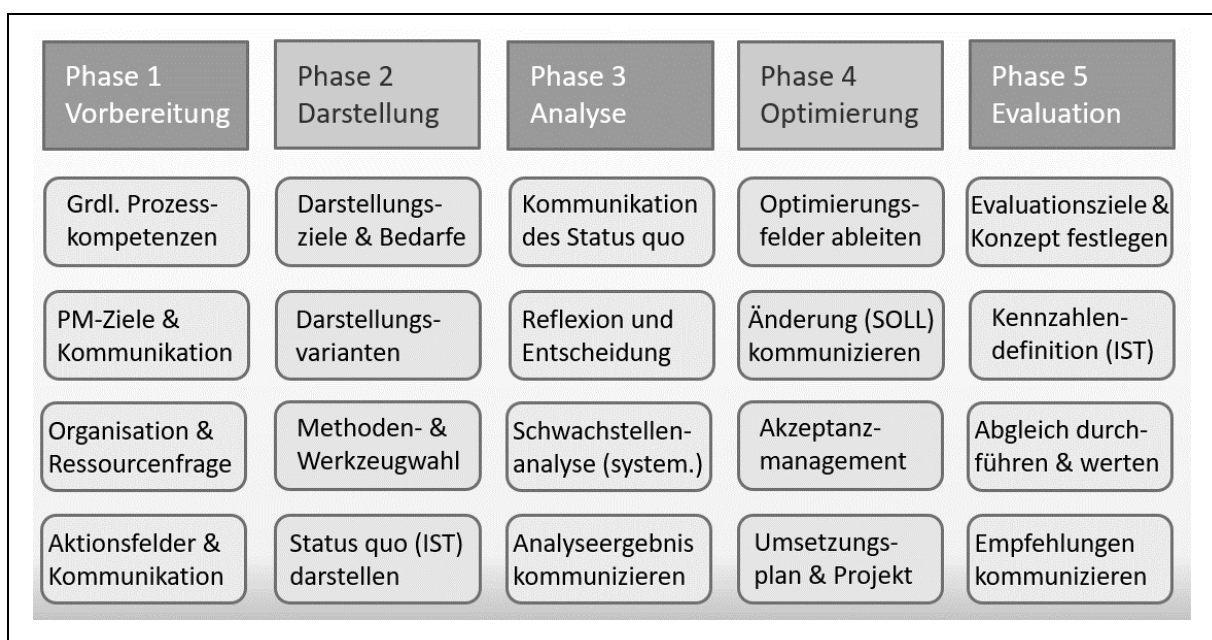 Phase 1
Vorbereitung
Grdl. Prozess-
kompetenzen
PM-Ziele &
Kommunikation
Organisation &
Ressourcenfrage
Aktionsfelder &
Kommunikation
Phase 2
Darstellung
Darstellungs-
ziele & Bedarfe
Darstellungs-
varianten
Methoden- &
Werkzeugwahl
Status quo (IST)
darstellen
Phase 3
Analyse
Kommunikation
des Status quo
Reflexion und
Entscheidung
Schwachstellen-
analyse (system.)
Analyseergebnis
kommunizieren
Phase 4
Optimierung
Optimierungs-
felder ableiten
Änderung (SOLL)
kommunizieren
Akzeptanz-
management
Umsetzungs-
plan & Projekt
Phase 5
Evaluation
Evaluationsziele &
Konzept festlegen
Kennzahlen-
definition (IST)
Abgleich durch-
führen & werten
Empfehlungen
kommunizieren